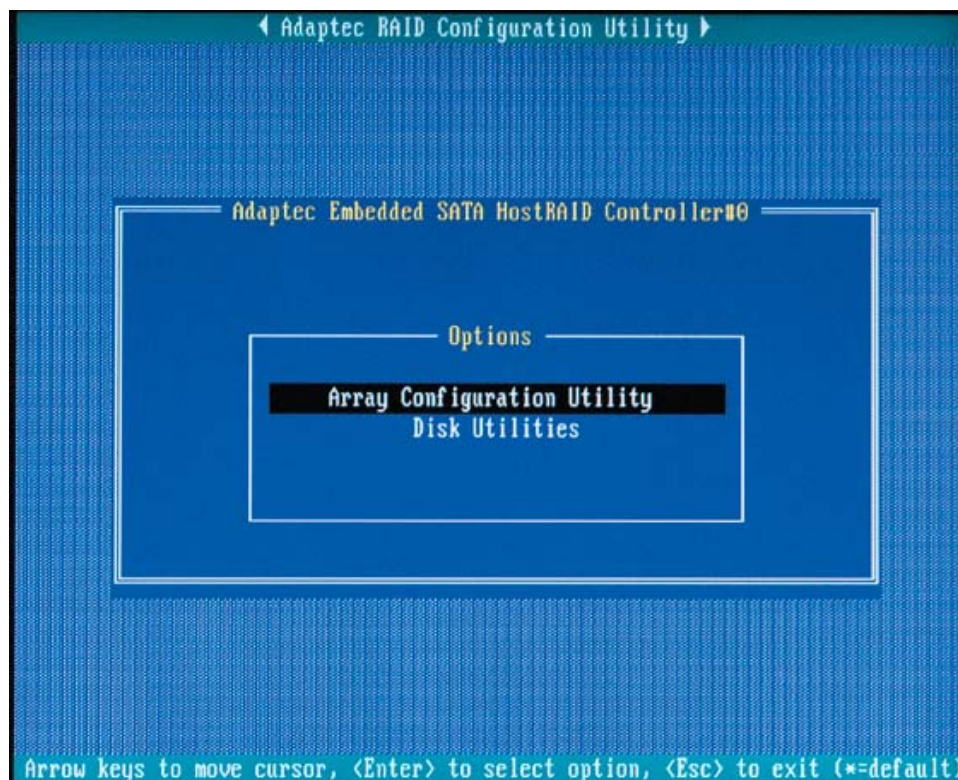 Adaptec RAID Configuration Utility
Adaptec Embedded SATA HostRAID Controller#0
Options
Array Configuration Utility
Disk Utilities
Arrow keys to move cursor, <Enter> to select option, <Esc> to exit (*=default)